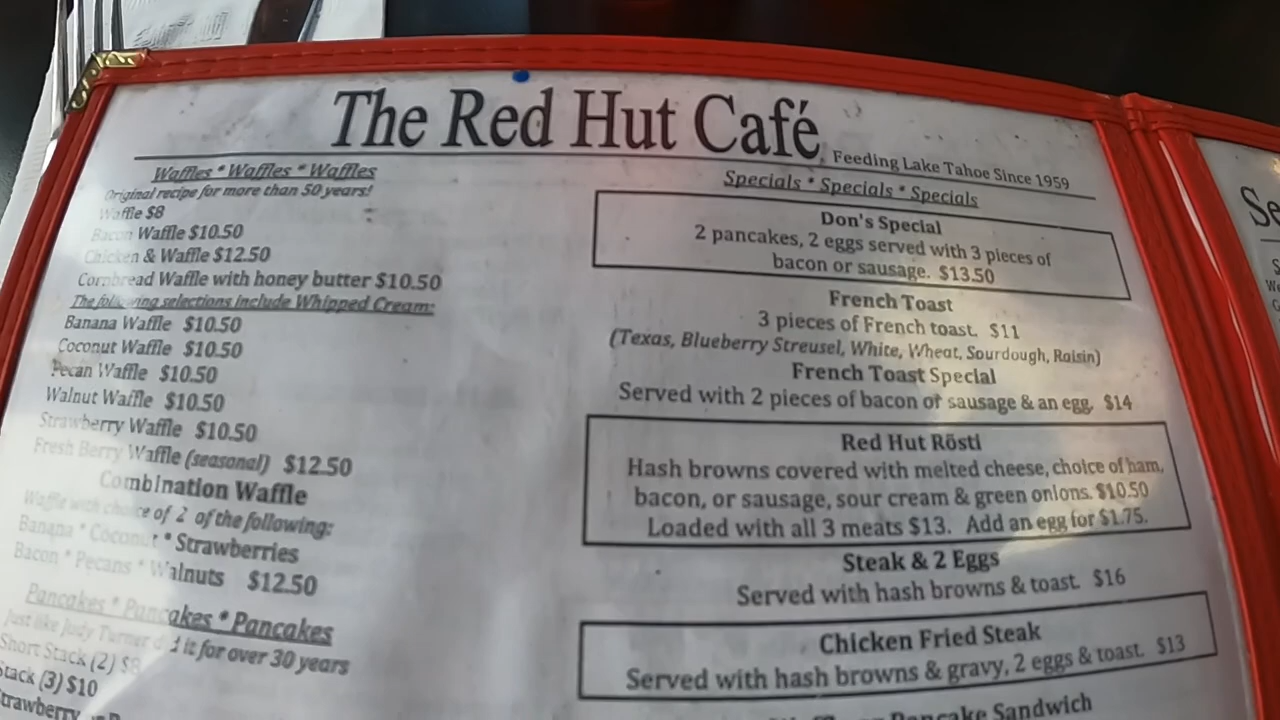 The Red Hut Café
Feeding Lake Tahoe Since 1959
Waffles * Waffles * Waffles
Original recipe for more than 50 years!
Waffle $8
Bacon Waffle $10.50
Chicken & Waffle $12.50
Cornbread Waffle with honey butter $10.50
The following selections include Whipped Cream:
Banana Waffle $10.50
Coconut Waffle $10.50
Pecan Waffle $10.50
Walnut Waffle $10.50
Strawberry Waffle $10.50
Fresh Berry Waffle (seasonal) $12.50
CombInation Waffle
Waffle with choice of 2 of the following:
Banana * Coconut * Strawberries
Bacon * Pecans * Walnuts $12.50
Pancakes * Pancakes * Pancakes
Just like Judy Turner did it for over 30 years
Short Stack (2) $8
Stack (3) $10
Strawberry
Specials * Specials * Specials
Don's Special
2 pancakes, 2 eggs served with 3 pieces of
bacon or sausage. $13.50
French Toast
3 pieces of French toast. $11
(Texas, Blueberry Streusel, White, Wheat, Sourdough, Raisin)
French Toast Special
Served with 2 pieces of bacon or sausage & an egg. $14
Red Hut Rösti
Hash browns covered with melted cheese, choice of ham,
bacon, or sausage, sour cream & green onions. $10.50
Loaded with all 3 meats $13. Add an egg for $1.75.
Steak & 2 Eggs
Served with hash browns & toast. $16
Chicken Fried Steak
Served with hash browns & gravy, 2 eggs & toast. $13
Pancake Sandwich
Se